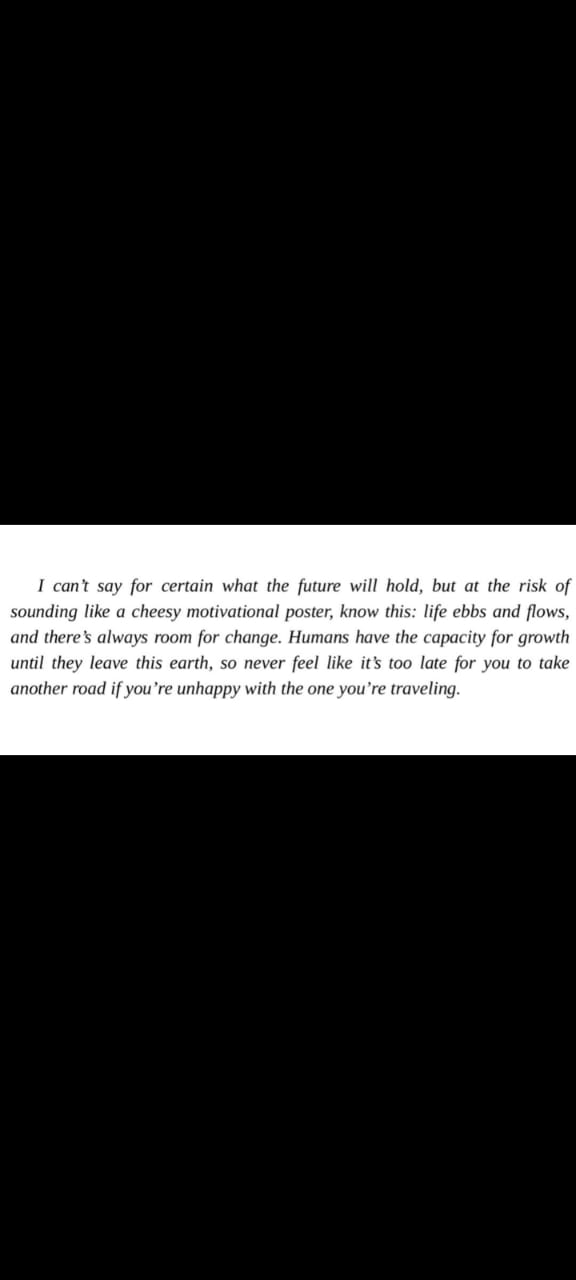 I can’t say for certain what the future will hold, but at the risk of
sounding like a cheesy motivational poster, know this: life ebbs and flows,
and there’s always room for change. Humans have the capacity for growth
until they leave this earth, so never feel like it’s too late for you to take
another road if you’re unhappy with the one you’re traveling.